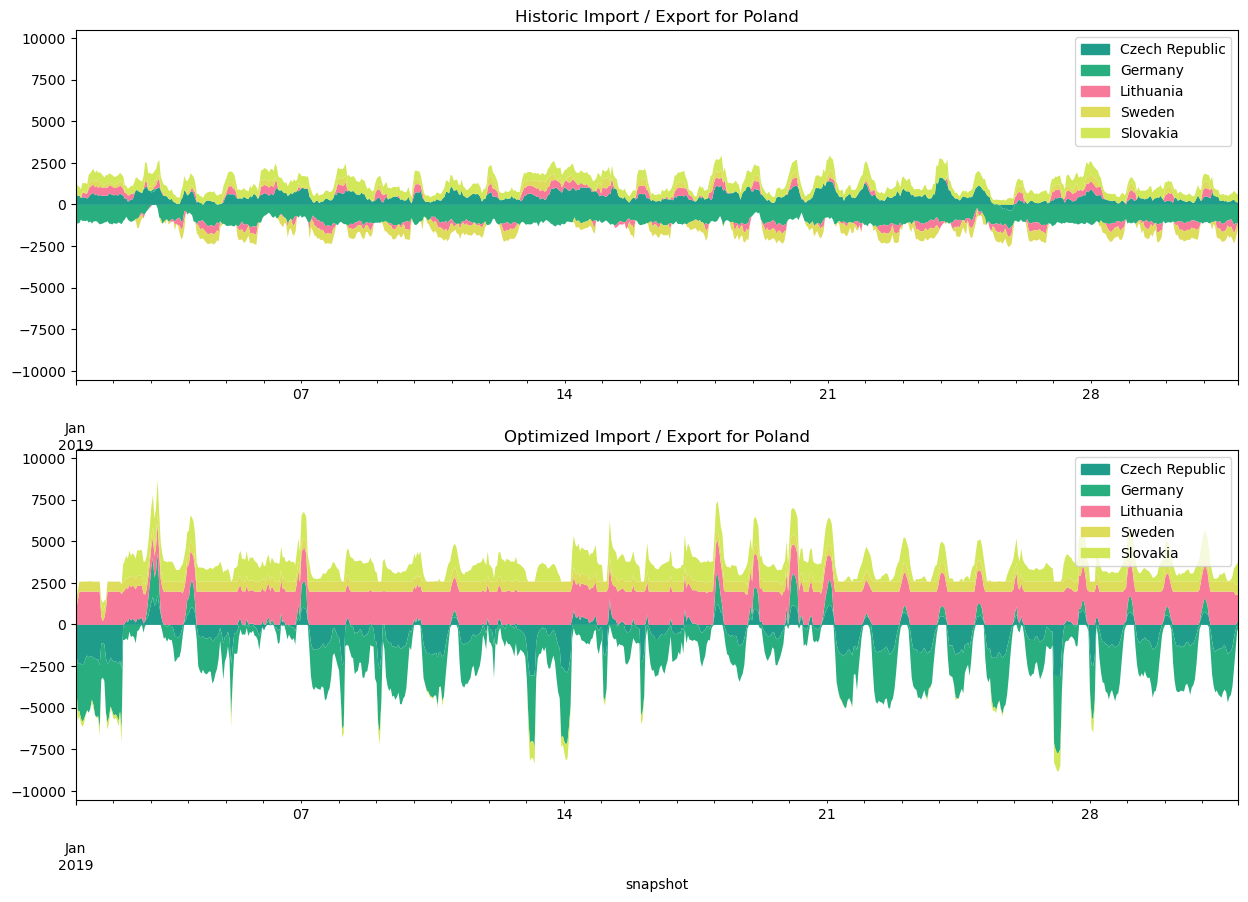 Historic Import / Export for Poland
10000
7500
5000
2500
0
−2500
−5000
−7500
−10000
Czech Republic
Germany
Lithuania
Sweden
Slovakia
07
14
21
28
Jan
2019
Optimized Import / Export for Poland
10000
7500
5000
2500
0
−2500
−5000
−7500
−10000
Czech Republic
Germany
Lithuania
Sweden
Slovakia
07
14
21
28
Jan
2019
snapshot